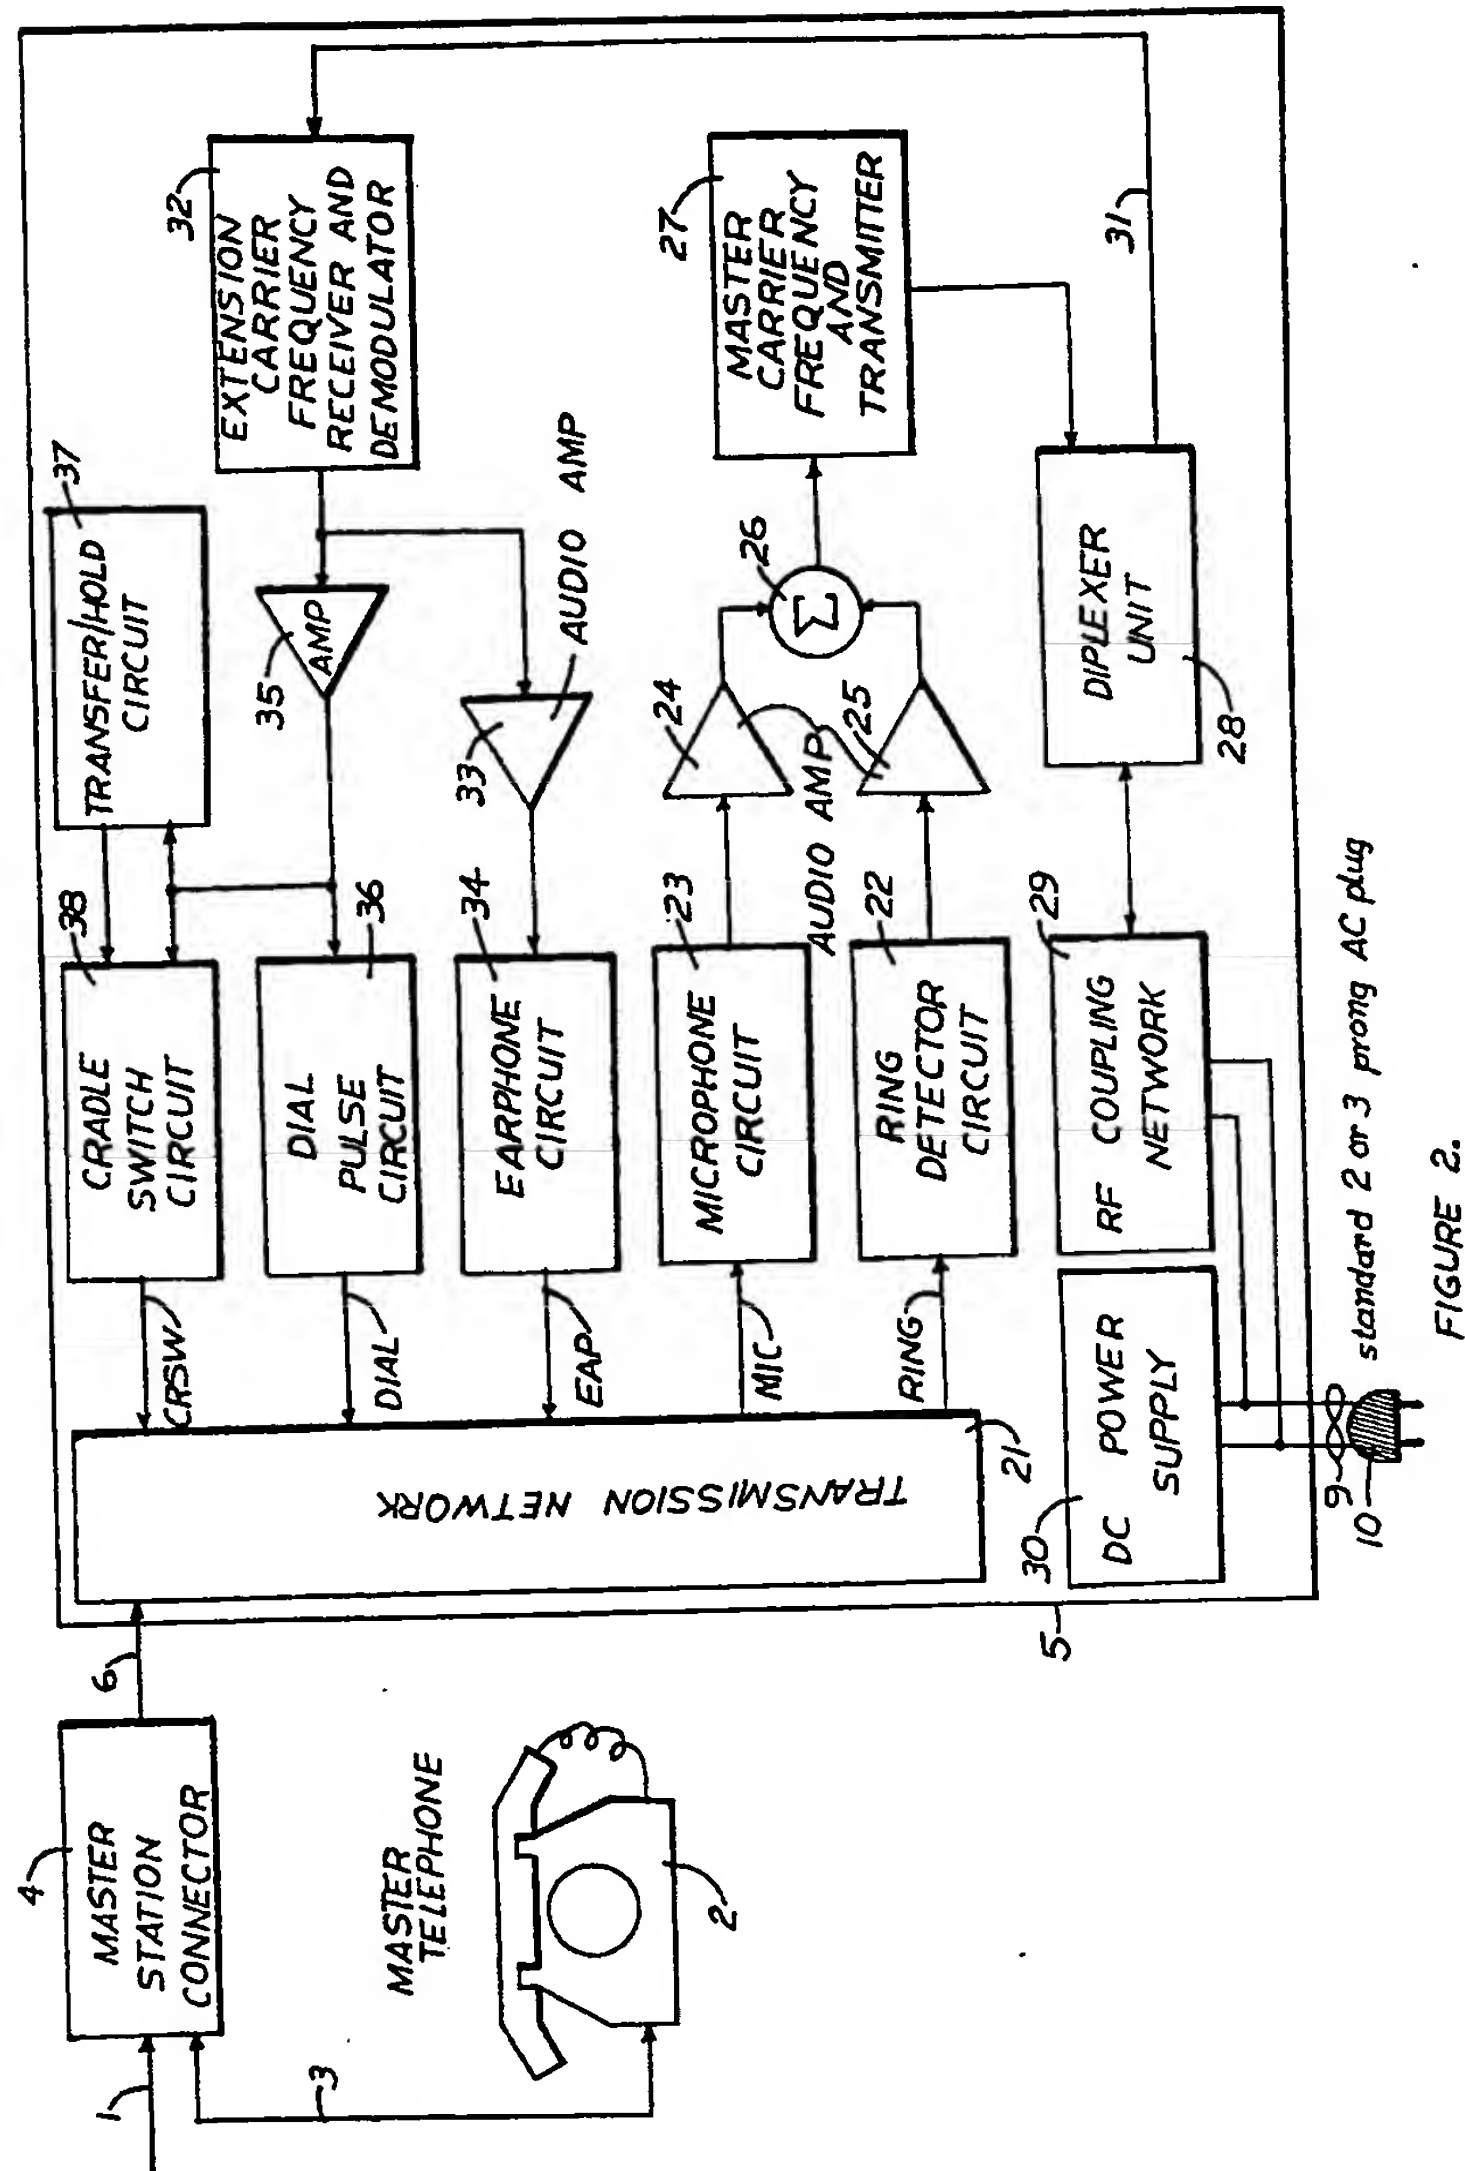 1
4
MASTER
STATION
CONNECTOR
3
MASTER
TELEPHONE
2
6
5
TRANSMISSION NETWORK
21
CRSW
DIAL
EAP
MIC
RING
38
CRADLE
SWITCH
CIRCUIT
37
TRANSFER/HOLD
CIRCUIT
DIAL
PULSE
CIRCUIT
36
35
AMP
32
EXTENSION
CARRIER
FREQUENCY
RECEIVER AND
DEMODULATOR
34
EARPHONE
CIRCUIT
33
AUDIO AMP
23
MICROPHONE
CIRCUIT
24
AUDIO AMP
25
26
Σ
27
MASTER
CARRIER
FREQUENCY
AND
TRANSMITTER
22
RING
DETECTOR
CIRCUIT
30
DC POWER
SUPPLY
29
RF COUPLING
NETWORK
DIPLEXER
UNIT
28
31
9
10
standard 2 or 3 prong AC plug
FIGURE 2.